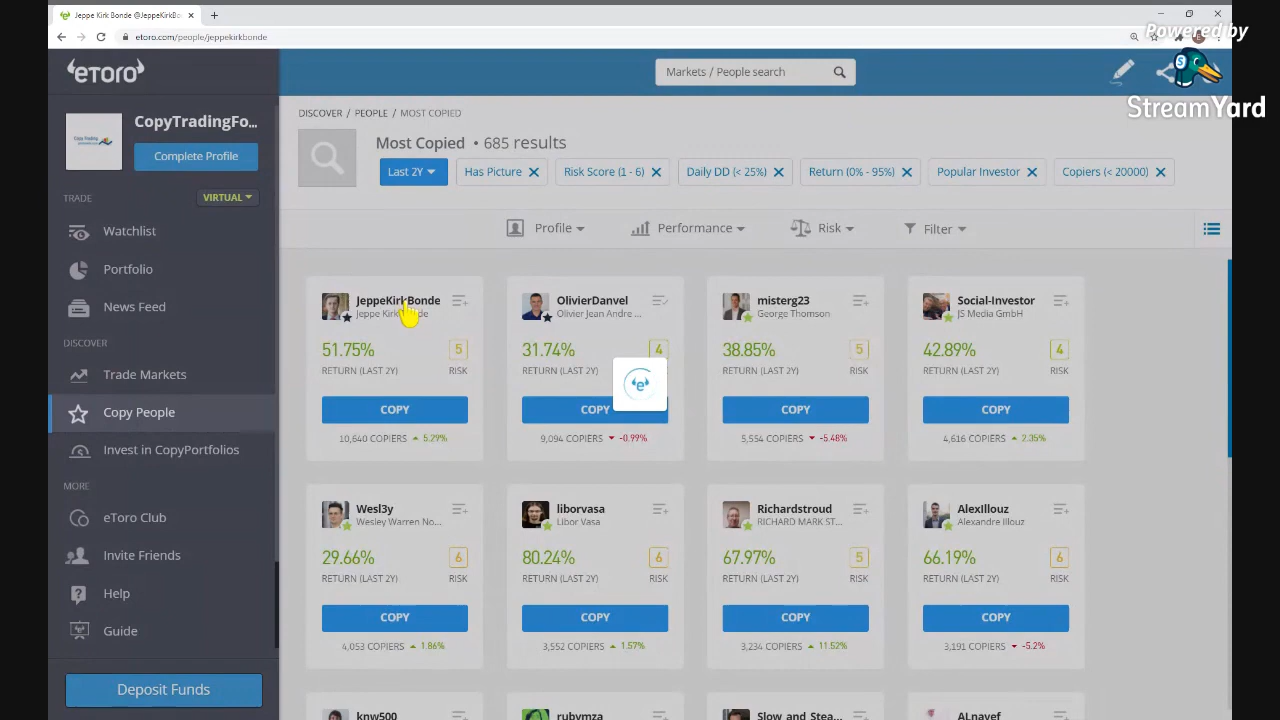 Jeppe Kirk Bonde @JeppeKirkBo
etoro.com/people/jeppekirkbonde
Powered by
StreamYard
eToro
Markets / People search
CopyTradingFo...
Complete Profile
TRADE
VIRTUAL
Watchlist
Portfolio
News Feed
DISCOVER
Trade Markets
Copy People
Invest in CopyPortfolios
MORE
eToro Club
Invite Friends
Help
Guide
Deposit Funds
DISCOVER / PEOPLE / MOST COPIED
Most Copied • 685 results
Last 2Y
Has Picture
Risk Score (1 - 6)
Daily DD (< 25%)
Return (0% - 95%)
Popular Investor
Copiers (< 20000)
Profile
Performance
Risk
Filter
JeppeKirkBonde
51.75%
5
RETURN (LAST 2Y)
RISK
COPY
10,640 COPIERS 5.29%
OlivierDanvel
Olivier Jean Andre ...
31.74%
4
RETURN (LAST 2Y)
COPY
9,094 COPIERS -0.99%
misterg23
George Thomson
38.85%
5
RETURN (LAST 2Y)
RISK
COPY
5,554 COPIERS -5.48%
Social-Investor
JS Media GmbH
42.89%
4
RETURN (LAST 2Y)
RISK
COPY
4,616 COPIERS 2.35%
Wesl3y
Wesley Warren No...
29.66%
6
RETURN (LAST 2Y)
RISK
COPY
4,053 COPIERS 1.86%
liborvasa
Libor Vasa
80.24%
6
RETURN (LAST 2Y)
RISK
COPY
3,552 COPIERS 1.57%
Richardstroud
RICHARD MARK ST...
67.97%
5
RETURN (LAST 2Y)
RISK
COPY
3,234 COPIERS 11.52%
AlexIllouz
Alexandre Illouz
66.19%
6
RETURN (LAST 2Y)
RISK
COPY
3,191 COPIERS -5.2%
knw500
rubymza
Slow_and_Stea...
ALnayef